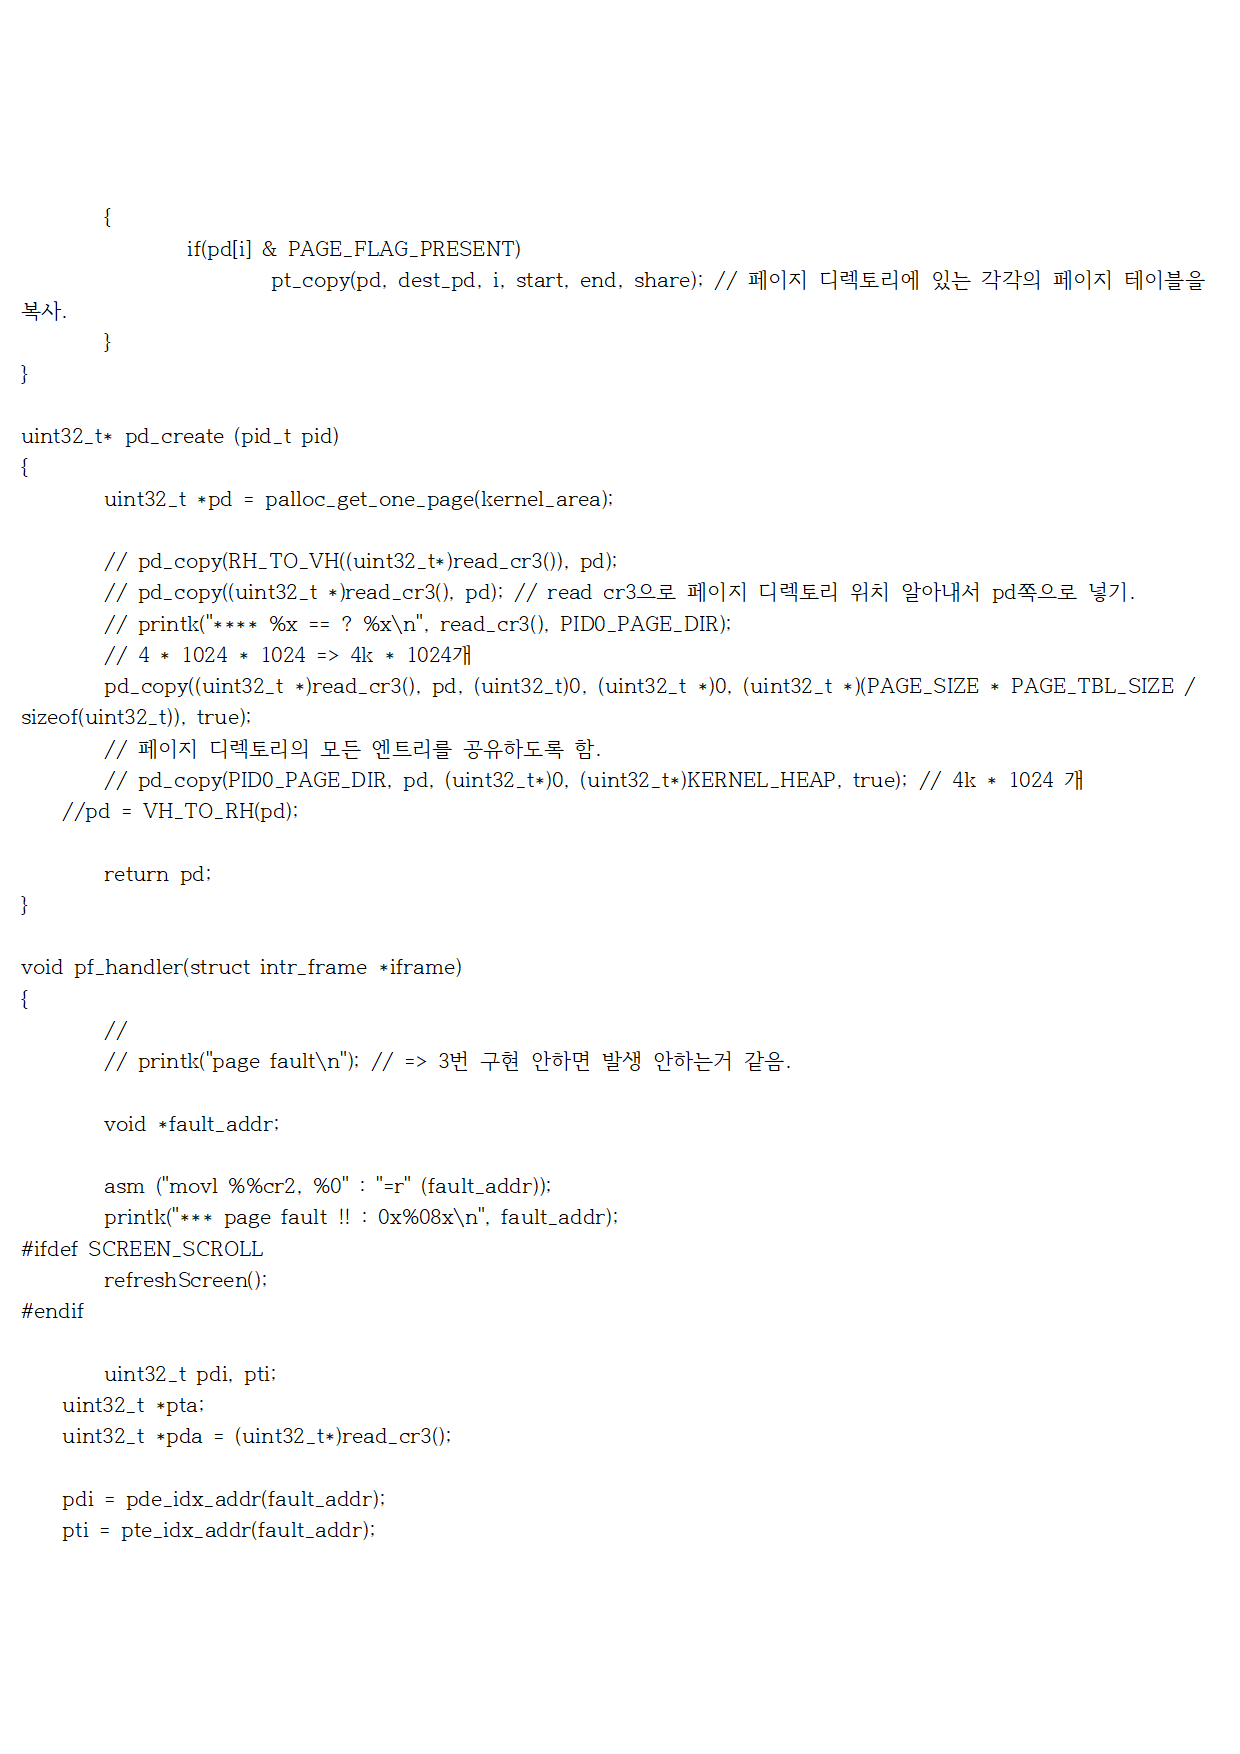 {
if(pd[i] & PAGE_FLAG_PRESENT)
pt_copy(pd, dest_pd, i, start, end, share); // 페이지 디렉토리에 있는 각각의 페이지 테이블을
복사.
}
}
uint32_t* pd_create (pid_t pid)
{
uint32_t *pd = palloc_get_one_page(kernel_area);
// pd_copy(RH_TO_VH((uint32_t*)read_cr3()), pd);
// pd_copy((uint32_t *)read_cr3(), pd); // read cr3으로 페이지 디렉토리 위치 알아내서 pd쪽으로 넣기.
// printk("**** %x == ? %x\n", read_cr3(), PID0_PAGE_DIR);
// 4 * 1024 * 1024 => 4k * 1024개
pd_copy((uint32_t *)read_cr3(), pd, (uint32_t)0, (uint32_t *)0, (uint32_t *)(PAGE_SIZE * PAGE_TBL_SIZE /
sizeof(uint32_t)), true);
// 페이지 디렉토리의 모든 엔트리를 공유하도록 함.
// pd_copy(PID0_PAGE_DIR, pd, (uint32_t*)0, (uint32_t*)KERNEL_HEAP, true); // 4k * 1024 개
//pd = VH_TO_RH(pd);
return pd;
}
void pf_handler(struct intr_frame *iframe)
{
//
// printk("page fault\n"); // => 3번 구현 안하면 발생 안하는거 같음.
void *fault_addr;
asm ("movl %%cr2, %0" : "=r" (fault_addr));
printk("*** page fault !! : 0x%08x\n", fault_addr);
#ifdef SCREEN_SCROLL
refreshScreen();
#endif
uint32_t pdi, pti;
uint32_t *pta;
uint32_t *pda = (uint32_t*)read_cr3();
pdi = pde_idx_addr(fault_addr);
pti = pte_idx_addr(fault_addr);